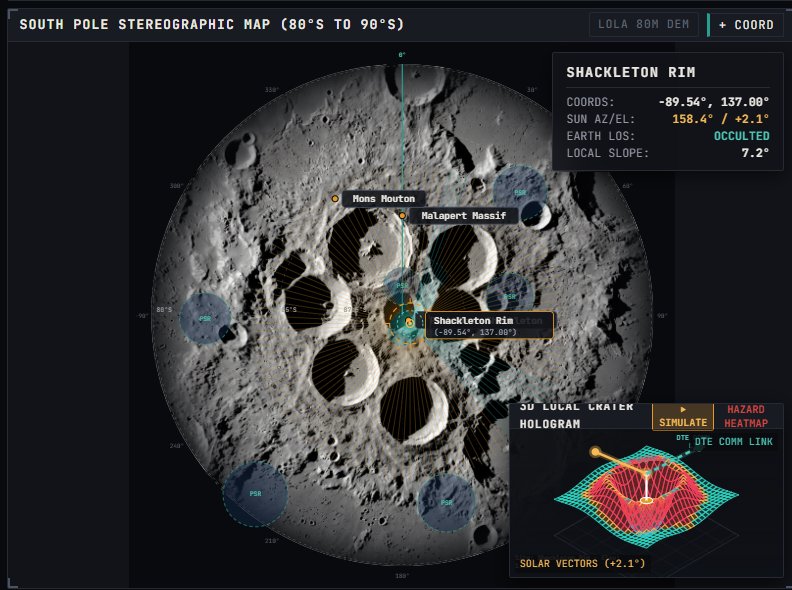 SOUTH POLE STEREOGRAPHIC MAP (80°S TO 90°S)
LOLA 80M DEM
+ COORD
SHACKLETON RIM
COORDS: -89.54°, 137.00°
SUN AZ/EL: 158.4° / +2.1°
EARTH LOS: OCCULTED
LOCAL SLOPE: 7.2°
0°
330°
30°
300°
60°
PSR
Mons Mouton
Malapert Massif
PSR
PSR
80°S
PSR
90°
Shackleton Rim
(-89.54°, 137.00°)
240°
PSR
PSR
210°
180°
3D LOCAL CRATER
HOLOGRAM
▶
SIMULATE
HAZARD
HEATMAP
DTE
DTE COMM LINK
SOLAR VECTORS (+2.1°)